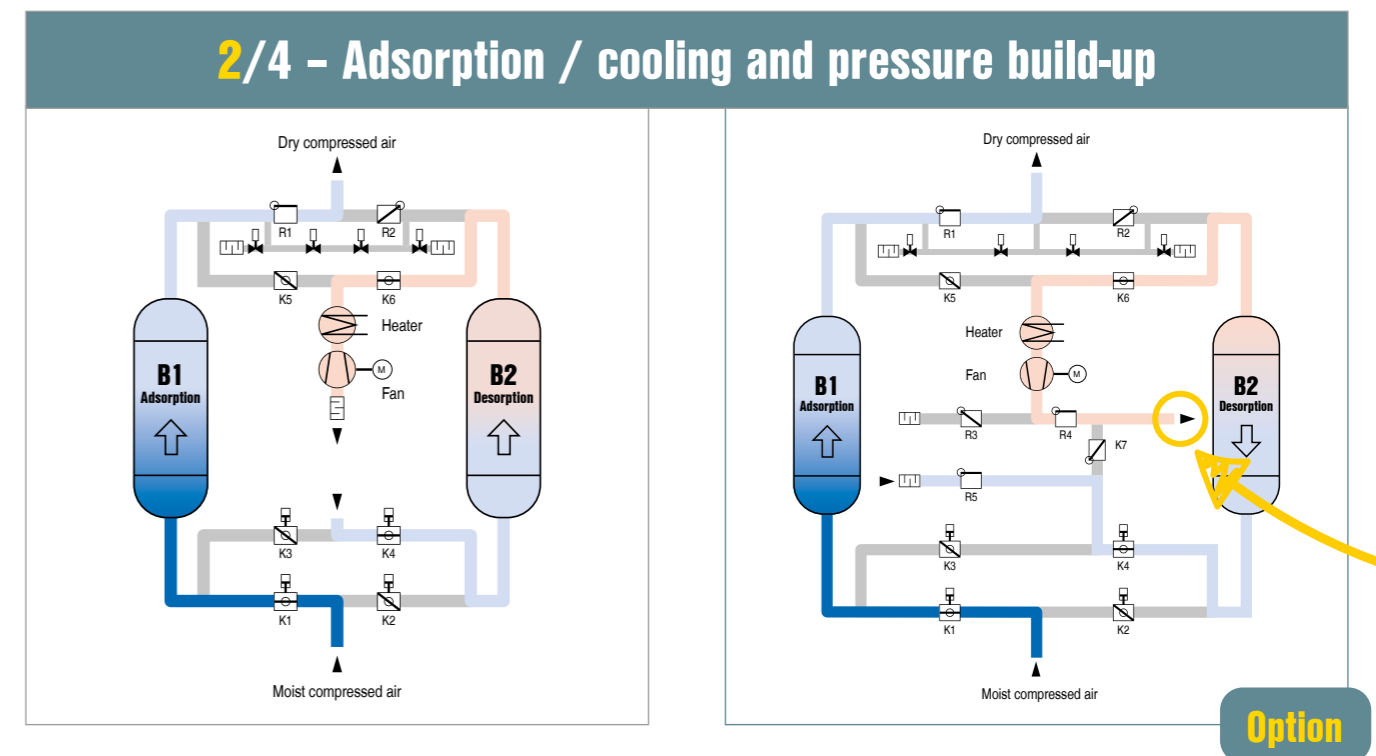 2/4 – Adsorption / cooling and pressure build-up
Dry compressed air
R1
R2
K5
K6
Heater
M
Fan
B1
Adsorption
B2
Desorption
K3
K4
K1
K2
Moist compressed air
Dry compressed air
R1
R2
K5
K6
Heater
Fan
M
B1
Adsorption
B2
Desorption
R3
R4
K7
R5
K3
K4
K1
K2
Moist compressed air
Option